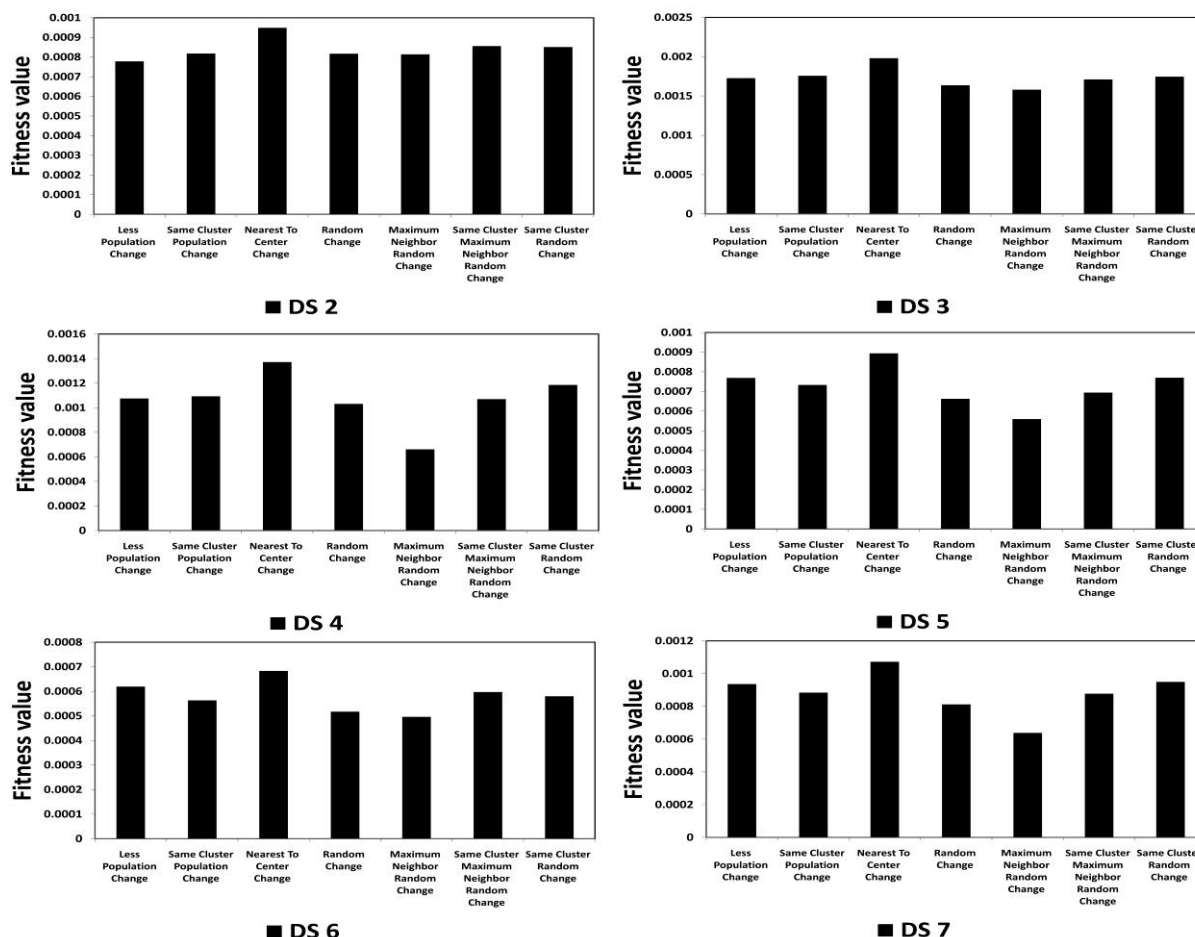 Fitness value
0.001
0.0009
0.0008
0.0007
0.0006
0.0005
0.0004
0.0003
0.0002
0.0001
0
Less Population Change
Same Cluster Population Change
Nearest To Center Change
Random Change
Maximum Neighbor Random Change
Same Cluster Maximum Neighbor Random Change
Same Cluster Random Change
DS 2
Fitness value
0.0025
0.002
0.0015
0.001
0.0005
0
Less Population Change
Same Cluster Population Change
Nearest To Center Change
Random Change
Maximum Neighbor Random Change
Same Cluster Maximum Neighbor Random Change
Same Cluster Random Change
DS 3
Fitness value
0.0016
0.0014
0.0012
0.001
0.0008
0.0006
0.0004
0.0002
0
Less Population Change
Same Cluster Population Change
Nearest To Center Change
Random Change
Maximum Neighbor Random Change
Same Cluster Maximum Neighbor Random Change
Same Cluster Random Change
DS 4
Fitness value
0.001
0.0009
0.0008
0.0007
0.0006
0.0005
0.0004
0.0003
0.0002
0.0001
0
Less Population Change
Same Cluster Population Change
Nearest To Center Change
Random Change
Maximum Neighbor Random Change
Same Cluster Maximum Neighbor Random Change
Same Cluster Random Change
DS 5
Fitness value
0.0008
0.0007
0.0006
0.0005
0.0004
0.0003
0.0002
0.0001
0
Less Population Change
Same Cluster Population Change
Nearest To Center Change
Random Change
Maximum Neighbor Random Change
Same Cluster Maximum Neighbor Random Change
Same Cluster Random Change
DS 6
Fitness value
0.0012
0.001
0.0008
0.0006
0.0004
0.0002
0
Less Population Change
Same Cluster Population Change
Nearest To Center Change
Random Change
Maximum Neighbor Random Change
Same Cluster Maximum Neighbor Random Change
Same Cluster Random Change
DS 7